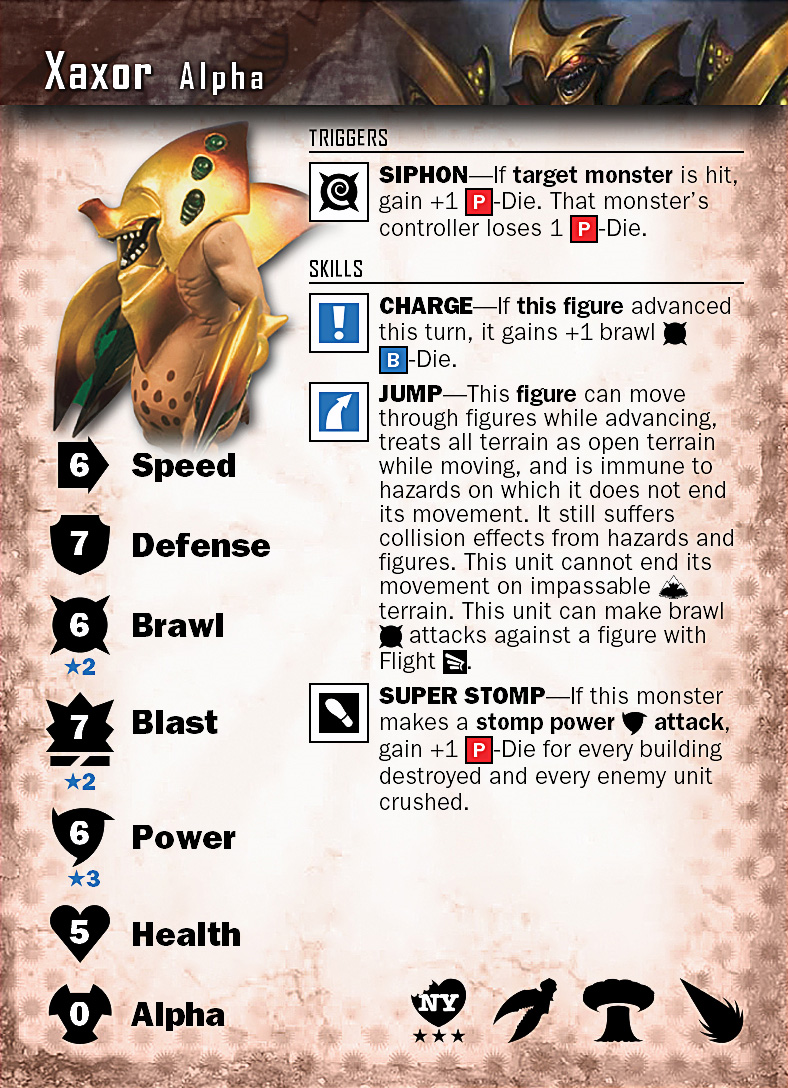 Xaxor Alpha
TRIGGERS
SIPHON—If target monster is hit,
gain +1 P-Die. That monster's
controller loses 1 P-Die.
SKILLS
CHARGE—If this figure advanced
this turn, it gains +1 brawl
B-Die.
JUMP—This figure can move
through figures while advancing,
treats all terrain as open terrain
while moving, and is immune to
hazards on which it does not end
its movement. It still suffers
collision effects from hazards and
figures. This unit cannot end its
movement on impassable
terrain. This unit can make brawl
attacks against a figure with
Flight .
SUPER STOMP—If this monster
makes a stomp power attack,
gain +1 P-Die for every building
destroyed and every enemy unit
crushed.
6 Speed
7 Defense
6 Brawl
★2
7 Blast
★2
6 Power
★3
5 Health
0 Alpha
NY
★★★